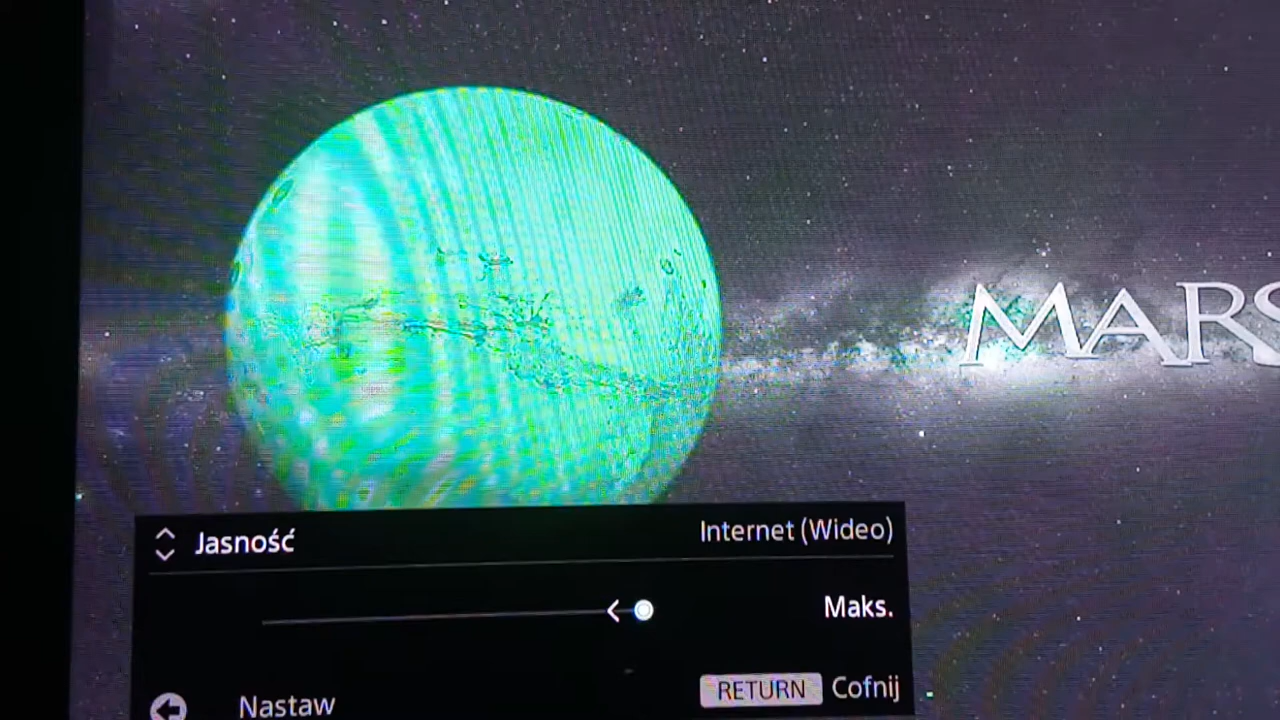 MARS
Jasność
Internet (Wideo)
Maks.
Nastaw
RETURN Cofnij